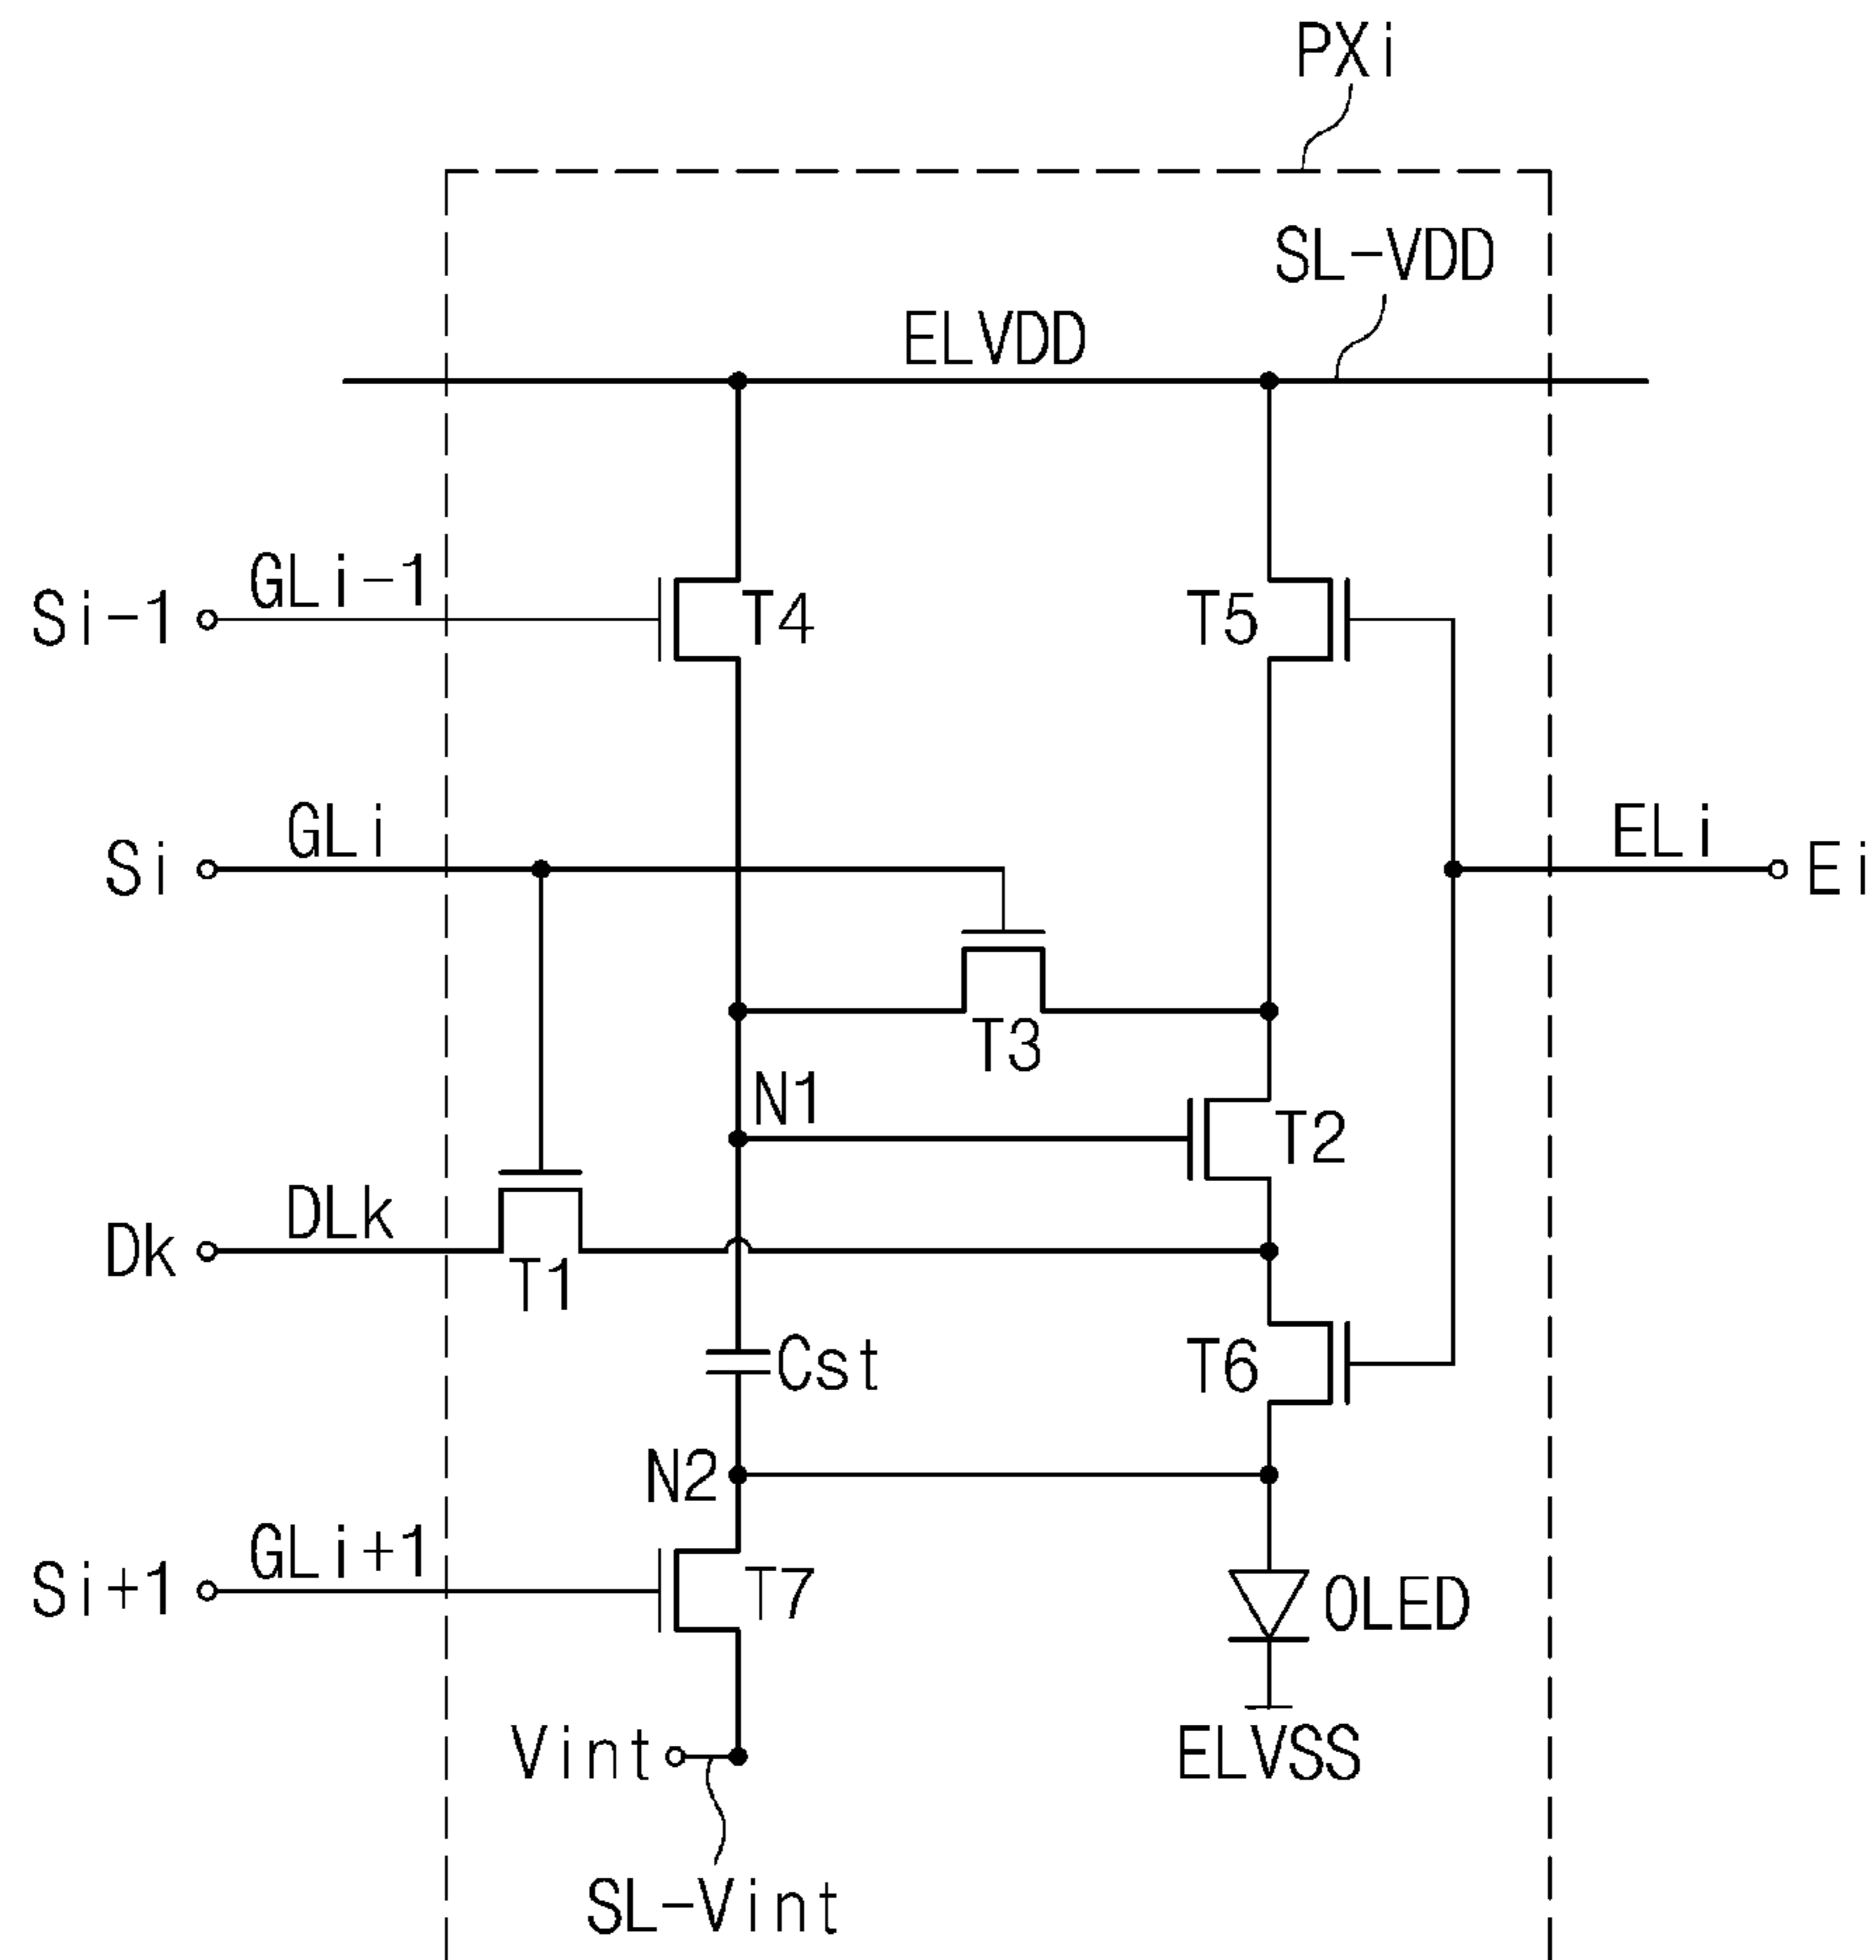 PXi
SL-VDD
ELVDD
GLi-1
Si-1
T4
T5
GLi
Si
ELi
Ei
T3
N1
T2
DLk
Dk
T1
Cst
T6
N2
GLi+1
Si+1
T7
OLED
Vint
ELVSS
SL-Vint